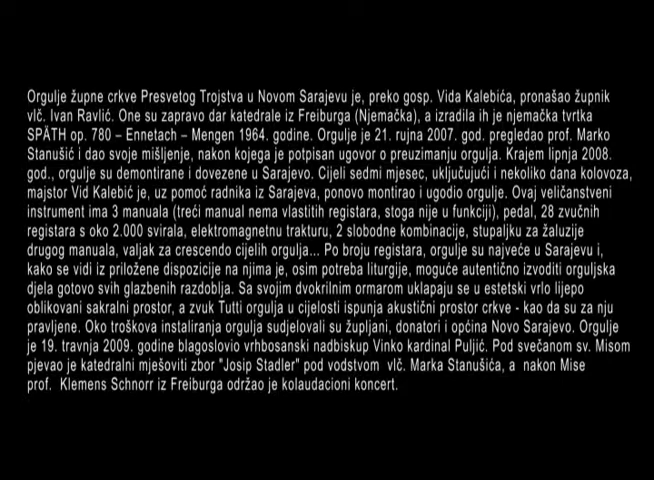 Orgulje župne crkve Presvetog Trojstva u Novom Sarajevu je, preko gosp. Vida Kalebića, pronašao župnik
vlč. Ivan Ravlić. One su zapravo dar katedrale iz Freiburga (Njemačka), a izradila ih je njemačka tvrtka
SPÄTH op. 780 – Ennetach – Mengen 1964. godine. Orgulje je 21. rujna 2007. god. pregledao prof. Marko
Stanušić i dao svoje mišljenje, nakon kojega je potpisan ugovor o preuzimanju orgulja. Krajem lipnja 2008.
god., orgulje su demontirane i dovezene u Sarajevo. Cijeli sedmi mjesec, uključujući i nekoliko dana kolovoza,
majstor Vid Kalebić je, uz pomoć radnika iz Sarajeva, ponovo montirao i ugodio orgulje. Ovaj veličanstveni
instrument ima 3 manuala (treći manual nema vlastitih registara, stoga nije u funkciji), pedal, 28 zvučnih
registara s oko 2.000 svirala, elektromagnetnu trakturu, 2 slobodne kombinacije, stupaljku za žaluzije
drugog manuala, valjak za crescendo cijelih orgulja... Po broju registara, orgulje su najveće u Sarajevu i,
kako se vidi iz priložene dispozicije na njima je, osim potreba liturgije, moguće autentično izvoditi orguljska
djela gotovo svih glazbenih razdoblja. Sa svojim dvokrilnim ormarom uklapaju se u estetski vrlo lijepo
oblikovani sakralni prostor, a zvuk Tutti orgulja u cijelosti ispunja akustični prostor crkve - kao da su za nju
pravljene. Oko troškova instaliranja orgulja sudjelovali su župljani, donatori i općina Novo Sarajevo. Orgulje
je 19. travnja 2009. godine blagoslovio vrhbosanski nadbiskup Vinko kardinal Puljić. Pod svečanom sv. Misom
pjevao je katedralni mješoviti zbor "Josip Stadler" pod vodstvom vlč. Marka Stanušića, a nakon Mise
prof. Klemens Schnorr iz Freiburga održao je kolaudacioni koncert.